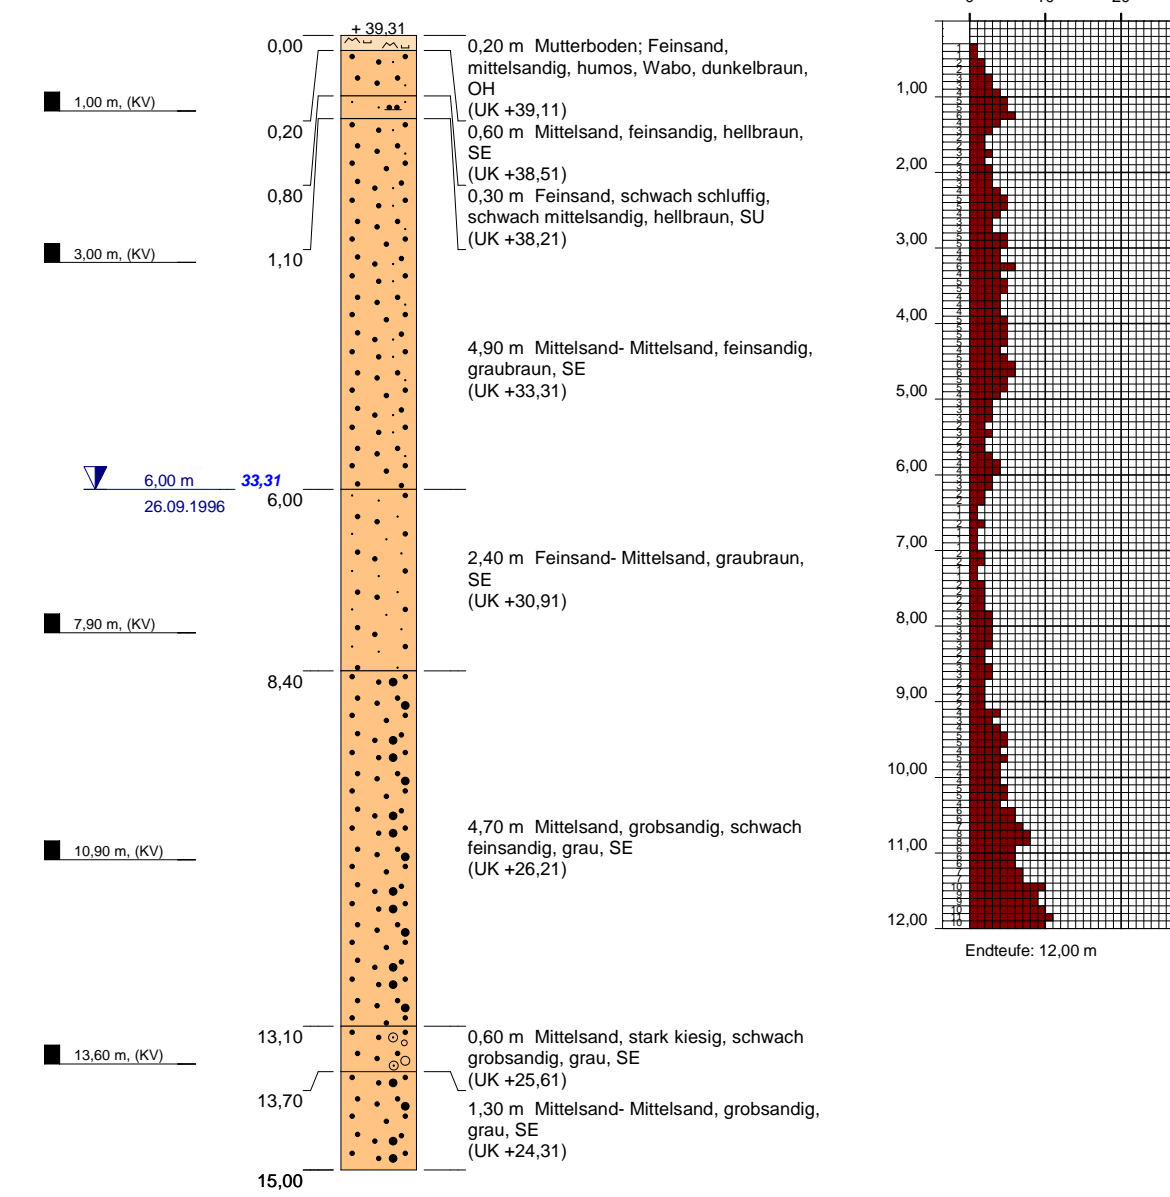 + 39,31
0,00
0,20 m Mutterboden; Feinsand,
mittelsandig, humos, Wabo, dunkelbraun,
OH
(UK +39,11)
0,20
0,60 m Mittelsand, feinsandig, hellbraun,
SE
(UK +38,51)
0,80
0,30 m Feinsand, schwach schluffig,
schwach mittelsandig, hellbraun, SU
(UK +38,21)
1,10
4,90 m Mittelsand- Mittelsand, feinsandig,
graubraun, SE
(UK +33,31)
6,00
2,40 m Feinsand- Mittelsand, graubraun,
SE
(UK +30,91)
8,40
4,70 m Mittelsand, grobsandig, schwach
feinsandig, grau, SE
(UK +26,21)
13,10
0,60 m Mittelsand, stark kiesig, schwach
grobsandig, grau, SE
(UK +25,61)
13,70
1,30 m Mittelsand- Mittelsand, grobsandig,
grau, SE
(UK +24,31)
15,00
1,00 m, (KV)
3,00 m, (KV)
6,00 m 33,31
26.09.1996
7,90 m, (KV)
10,90 m, (KV)
13,60 m, (KV)
1,00
2,00
3,00
4,00
5,00
6,00
7,00
8,00
9,00
10,00
11,00
12,00
Endteufe: 12,00 m